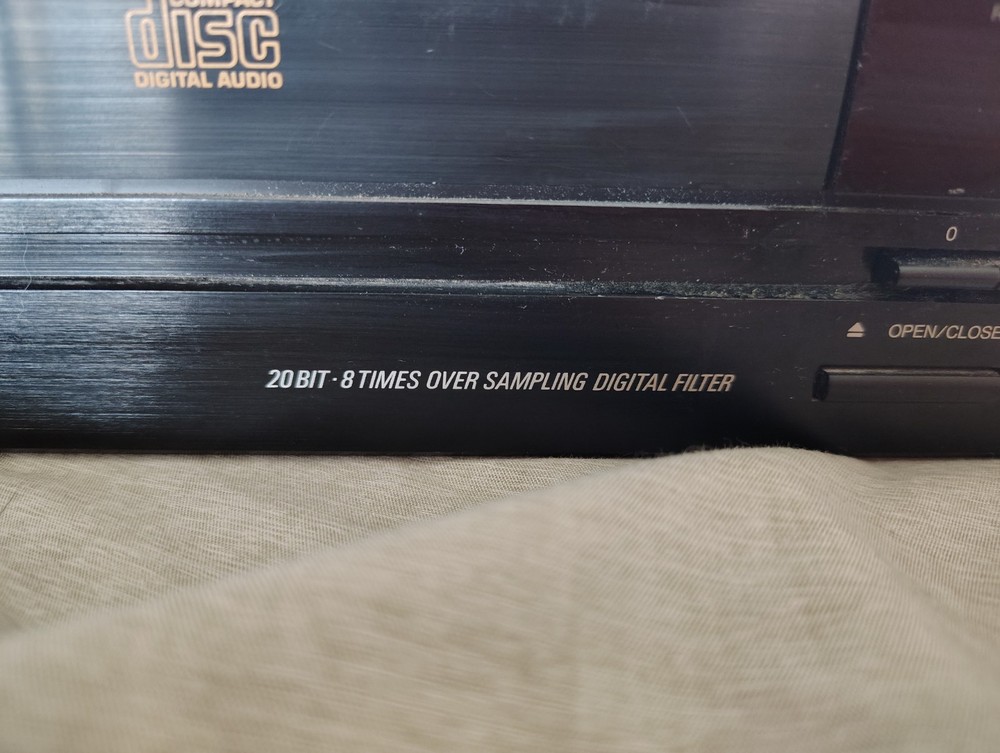 COMPACT
disc
DIGITAL AUDIO
0
OPEN/CLOSE
20 BIT · 8 TIMES OVER SAMPLING DIGITAL FILTER